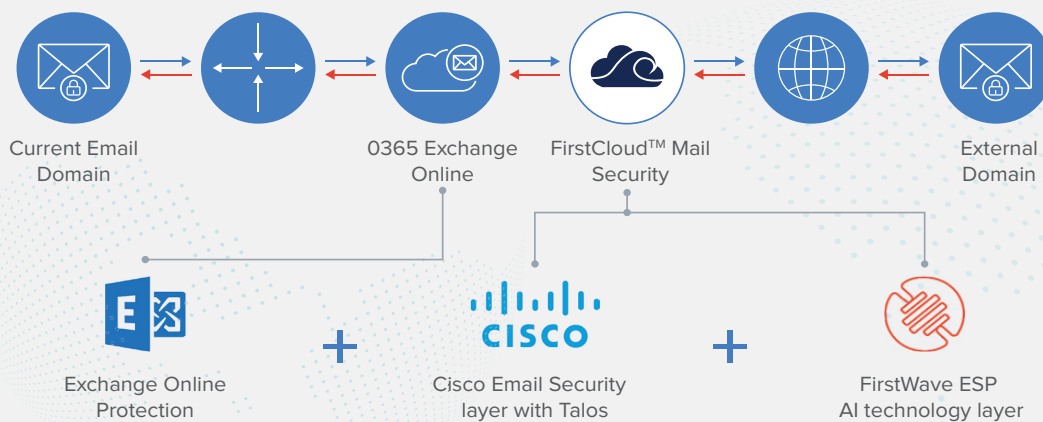 Current Email
Domain
0365 Exchange
Online
FirstCloud™ Mail
Security
External
Domain
E
CISCO
Exchange Online
Protection
Cisco Email Security
layer with Talos
FirstWave ESP
AI technology layer